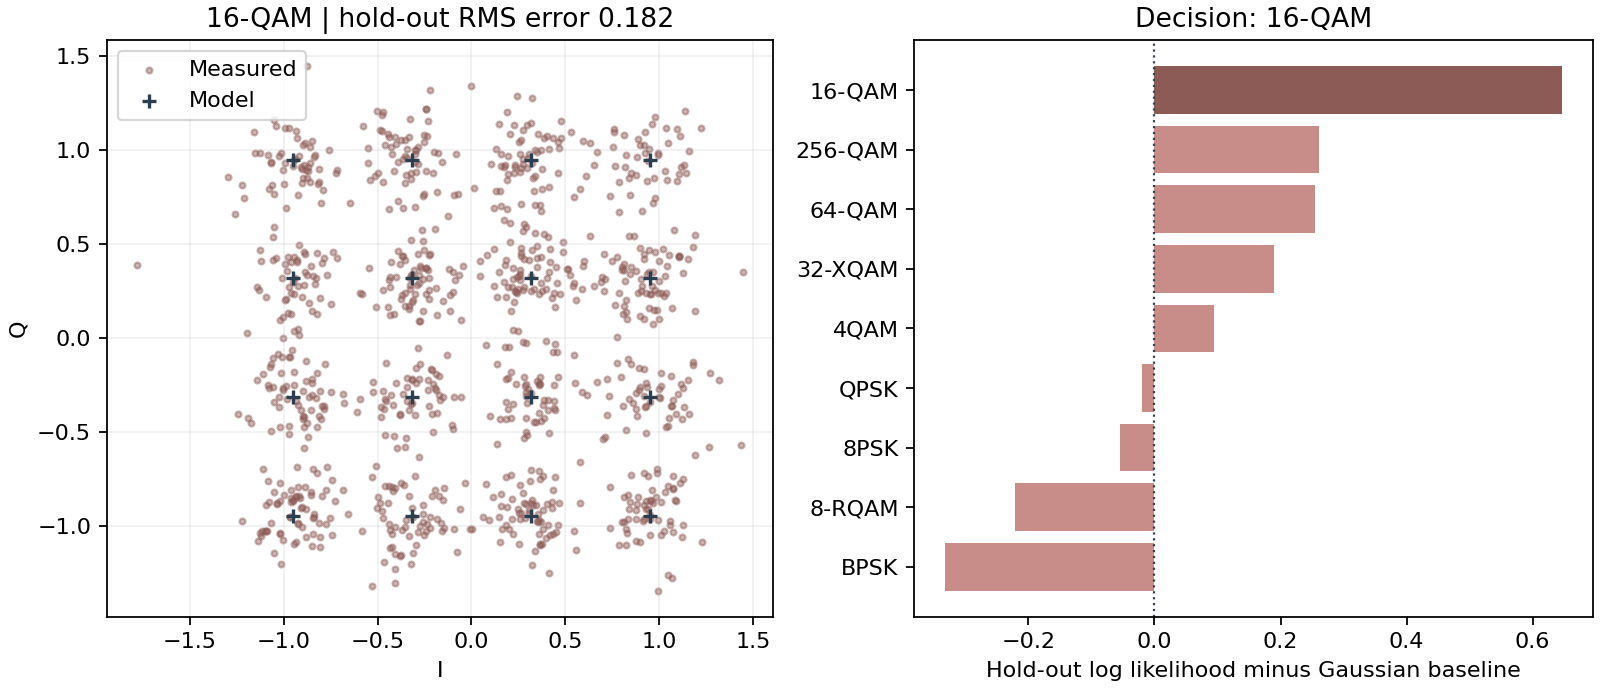 16-QAM | hold-out RMS error 0.182
Measured
Model
1.5
1.0
0.5
0.0
−0.5
−1.0
Q
−1.5
−1.0
−0.5
0.0
0.5
1.0
1.5
I
Decision: 16-QAM
16-QAM
256-QAM
64-QAM
32-XQAM
4QAM
QPSK
8PSK
8-RQAM
BPSK
−0.2
0.0
0.2
0.4
0.6
Hold-out log likelihood minus Gaussian baseline